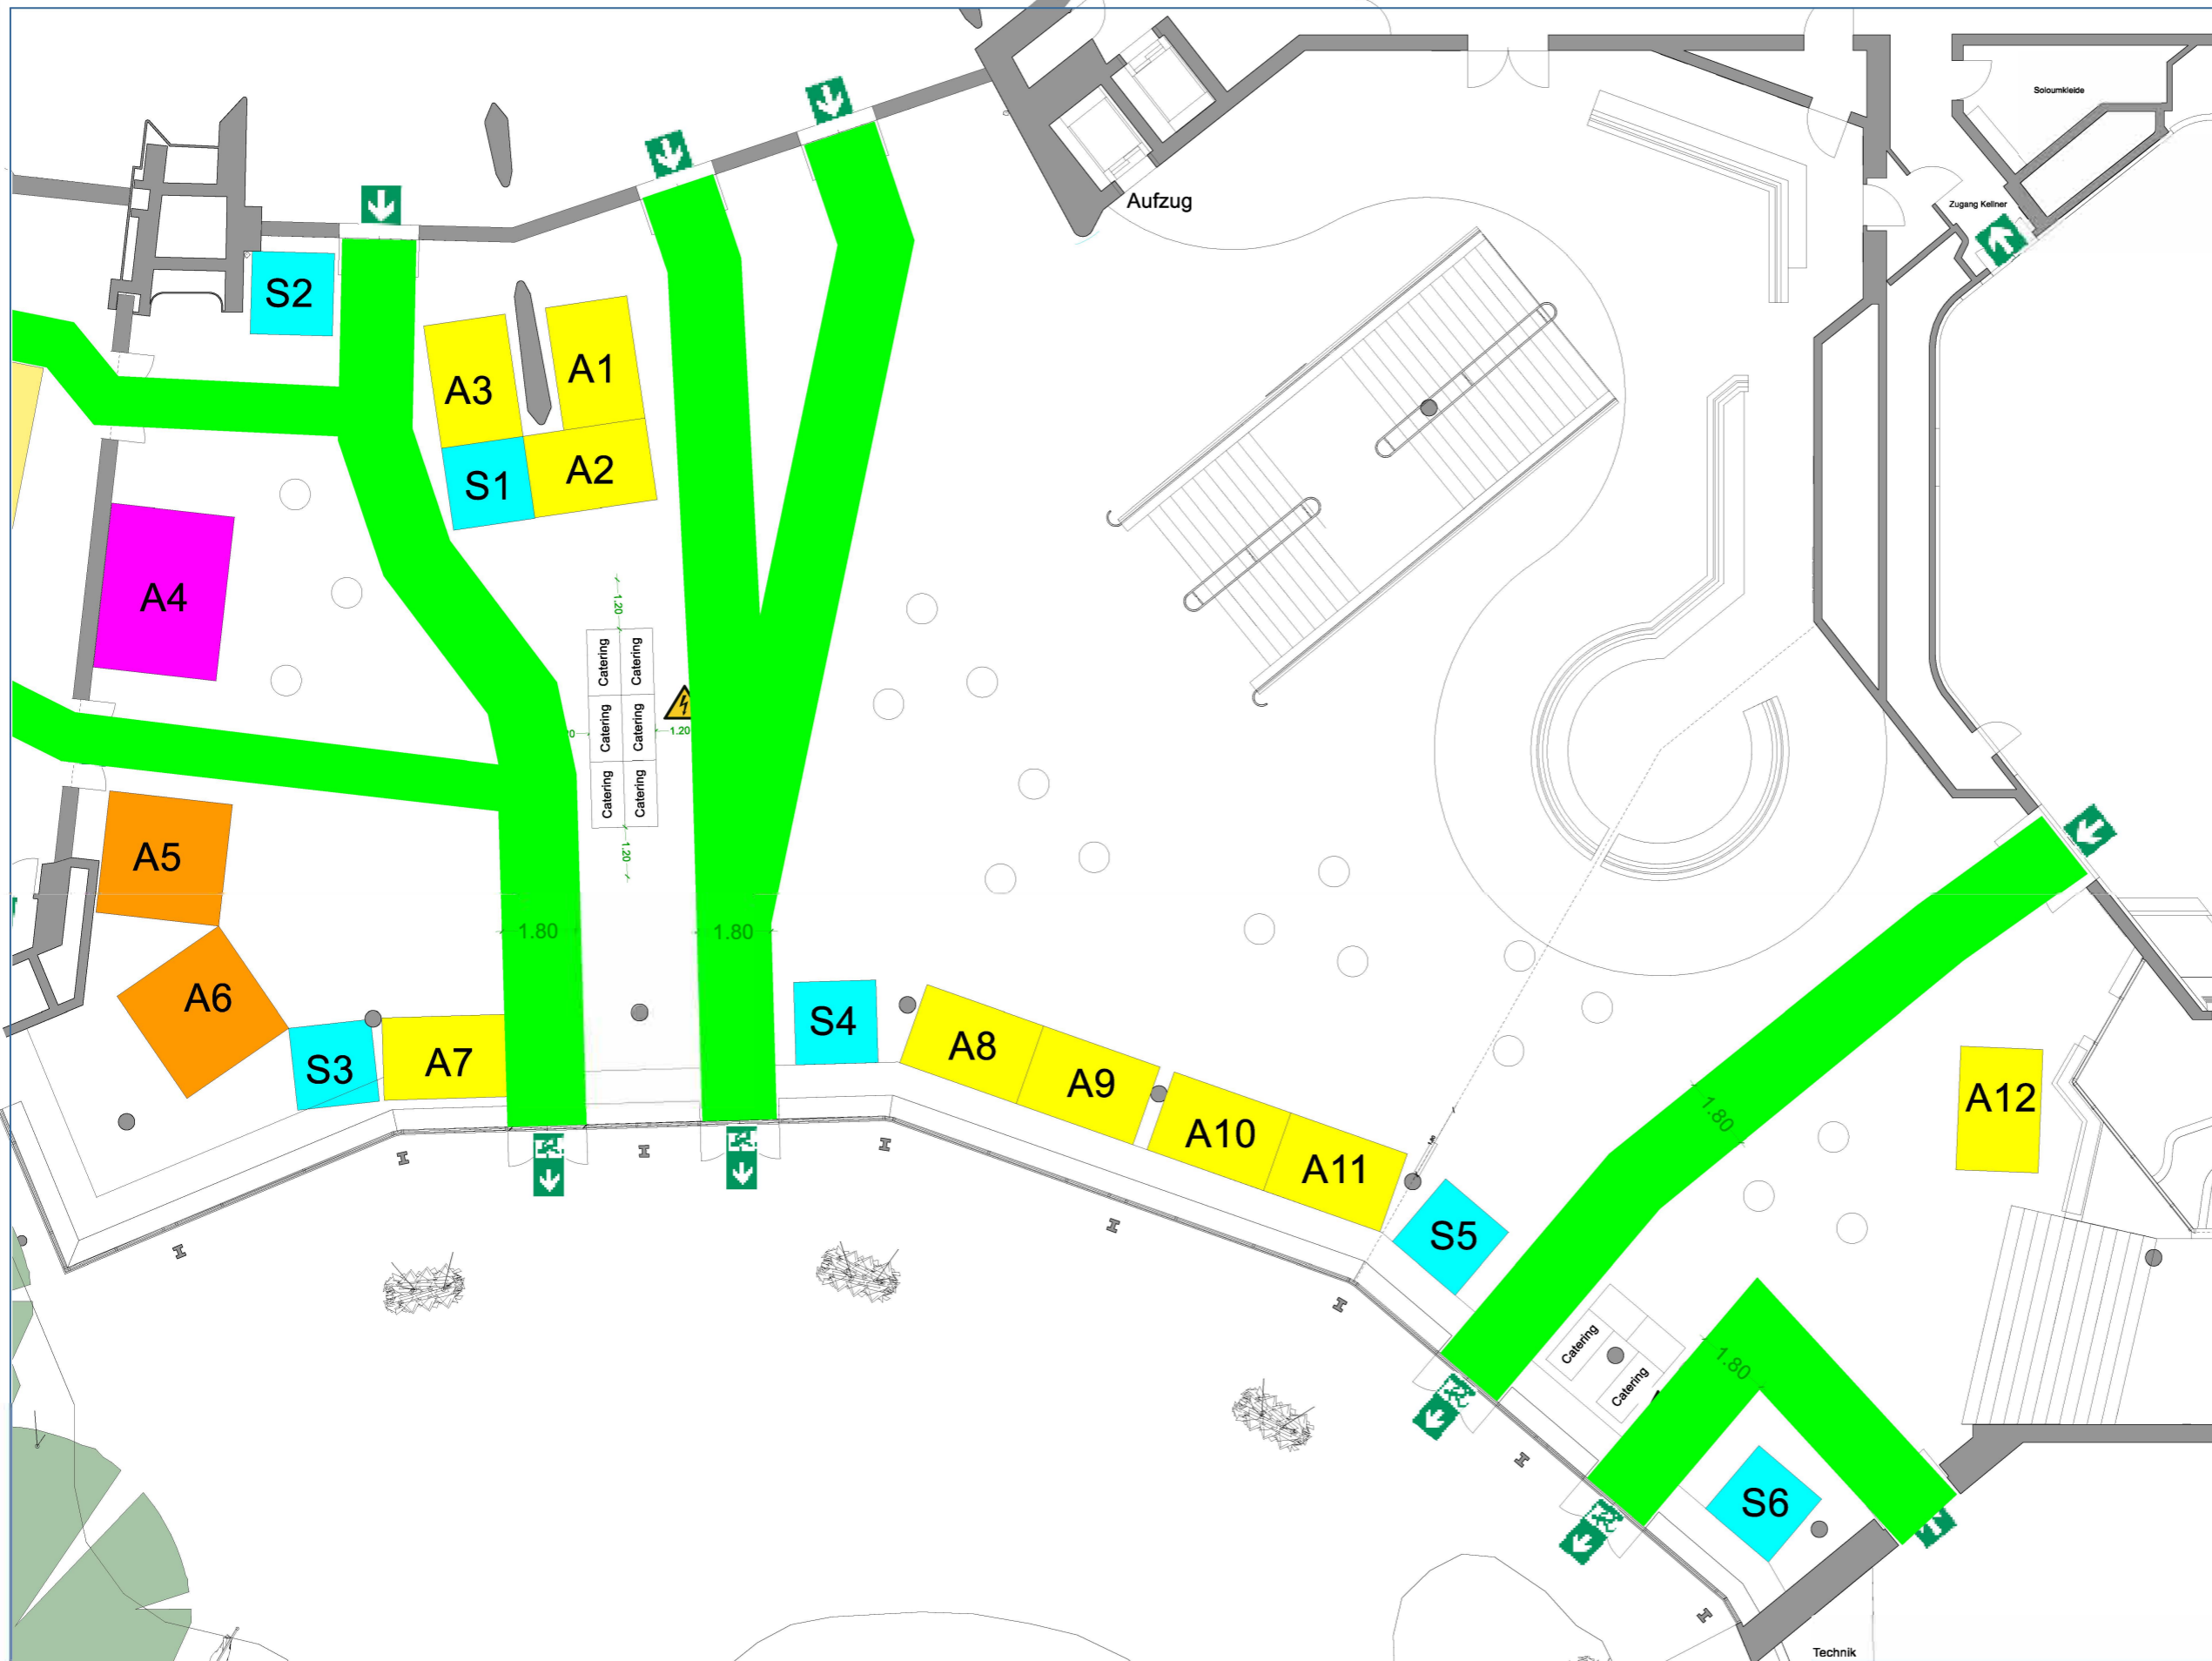 Soloumkleide
Aufzug
Zugang Kellner
S2
A3
A1
S1
A2
A4
1.20
Catering
Catering
Catering
Catering
1.20
Catering
Catering
1.20
A5
1.80
1.80
A6
S3
A7
S4
A8
A9
A10
A11
S5
1.80
A12
Catering
Catering
1.80
S6
Technik